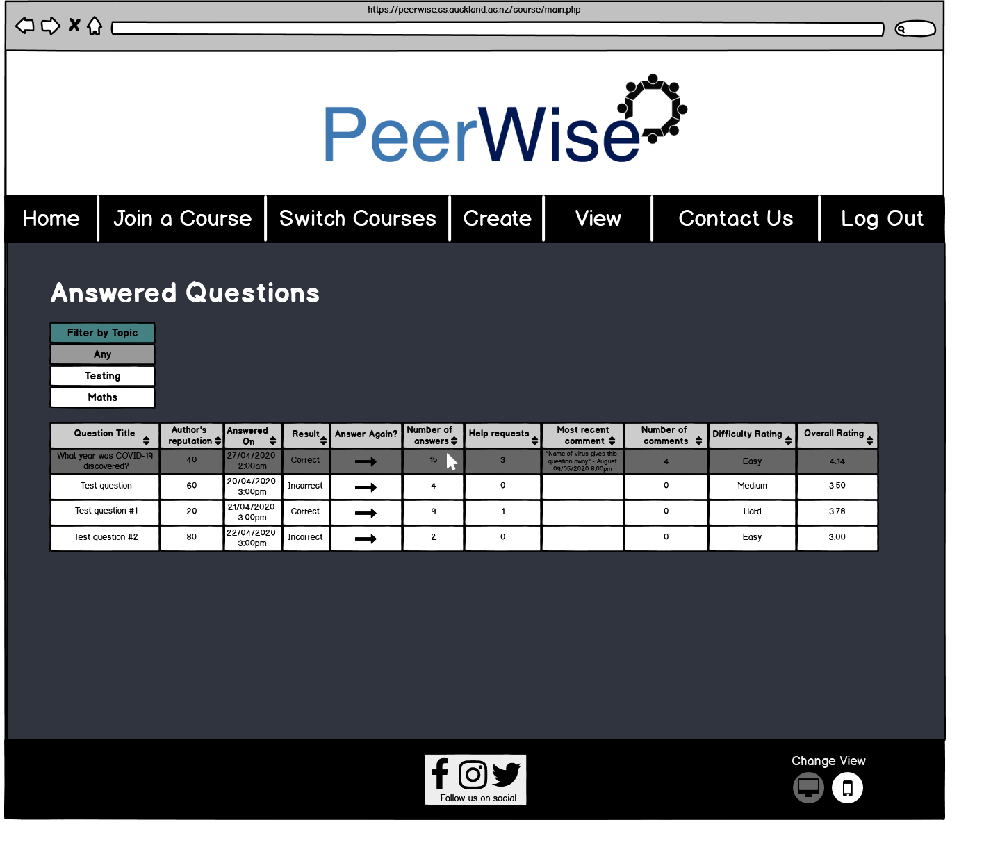 https://peerwise.cs.auckland.ac.nz/course/main.php
PeerWise
Home Join a Course Switch Courses Create View Contact Us Log Out
Answered Questions
Filter by Topic
Any
Testing
Maths
Question Title Author's reputation Answered On Result Answer Again? Number of answers Help requests Most recent comment Number of comments Difficulty Rating Overall Rating
What year was COVID-19 discovered? 40 27/04/2020 2:00am Correct 15 3 "Name of virus gives this question away" - August 09/05/2020 8:00pm 4 Easy 4.14
Test question 60 20/04/2020 3:00pm Incorrect 4 0 0 Medium 3.50
Test question #1 20 21/04/2020 3:00pm Correct 9 1 0 Hard 3.78
Test question #2 80 22/04/2020 3:00pm Incorrect 2 0 0 Easy 3.00
Follow us on social
Change View